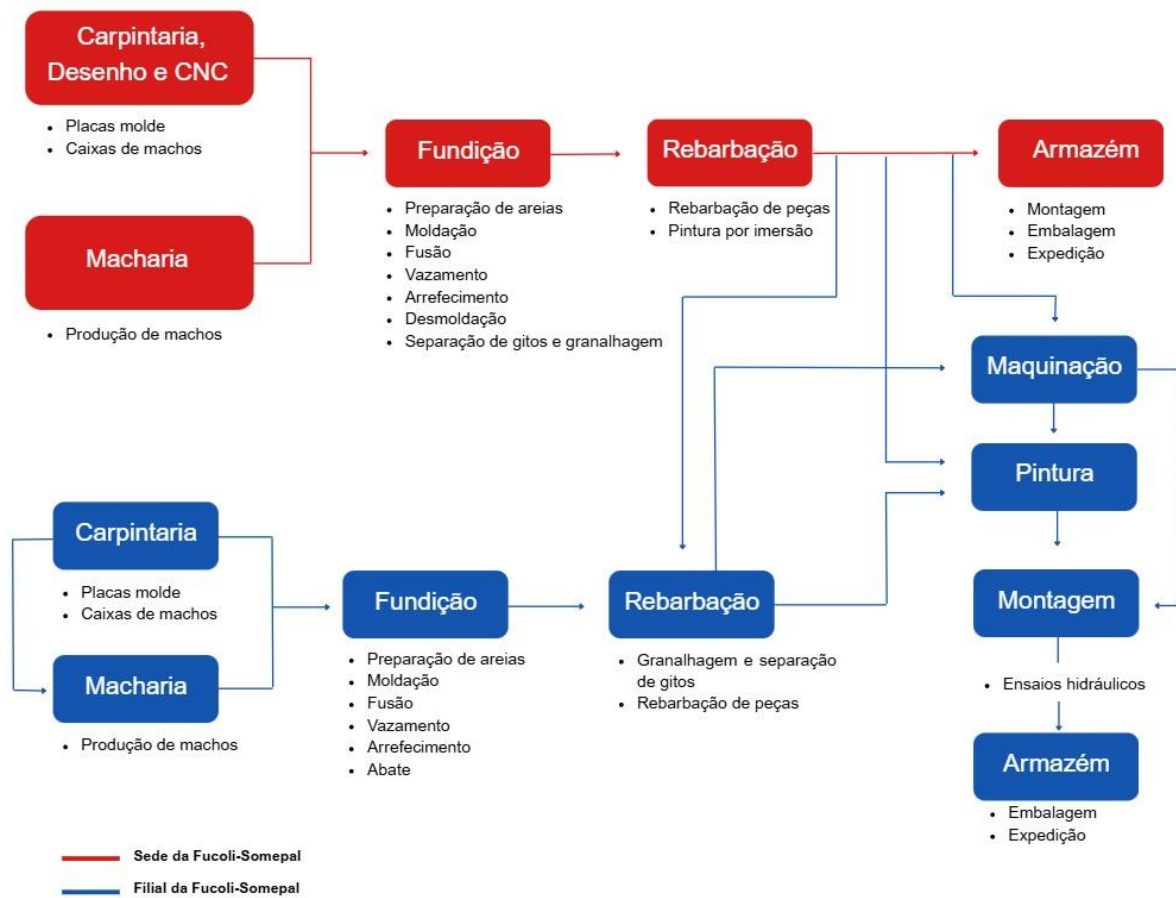 Carpintaria,
Desenho e CNC
• Placas molde
• Caixas de machos
Macharia
• Produção de machos
Fundição
• Preparação de areias
• Moldação
• Fusão
• Vazamento
• Arrefecimento
• Desmoldação
• Separação de gitos e granalhagem
Rebarbação
• Rebarbação de peças
• Pintura por imersão
Armazém
• Montagem
• Embalagem
• Expedição
Maquinação
Pintura
Carpintaria
• Placas molde
• Caixas de machos
Macharia
• Produção de machos
Fundição
• Preparação de areias
• Moldação
• Fusão
• Vazamento
• Arrefecimento
• Abate
Rebarbação
• Granalhagem e separação
de gitos
• Rebarbação de peças
Montagem
• Ensaios hidráulicos
Armazém
• Embalagem
• Expedição
Sede da Fucoli-Somepal
Filial da Fucoli-Somepal